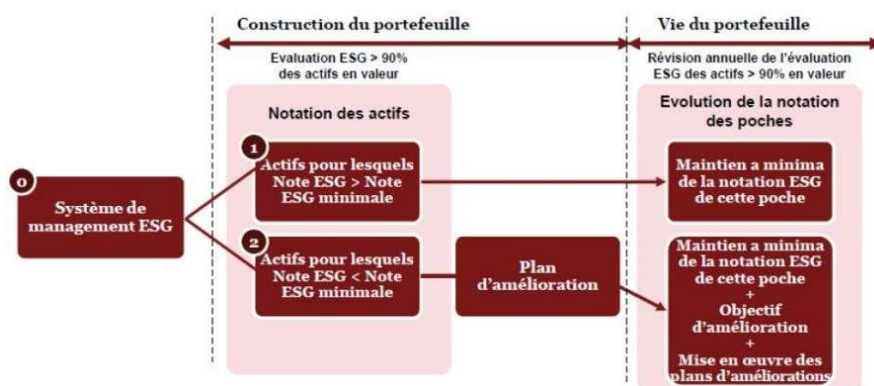 Construction du portefeuille
Vie du portefeuille
Evaluation ESG > 90%
des actifs en valeur
Révision annuelle de l'évaluation
ESG des actifs > 90% en valeur
Notation des actifs
Evolution de la notation
des poches
0
Système de
management ESG
1
Actifs pour lesquels
Note ESG > Note
ESG minimale
Maintien a minima
de la notation ESG
de cette poche
2
Actifs pour lesquels
Note ESG < Note
ESG minimale
Plan
d'amélioration
Maintien a minima
de la notation ESG
de cette poche
+
Objectif
d'amélioration
+
Mise en œuvre des
plans d'améliorations